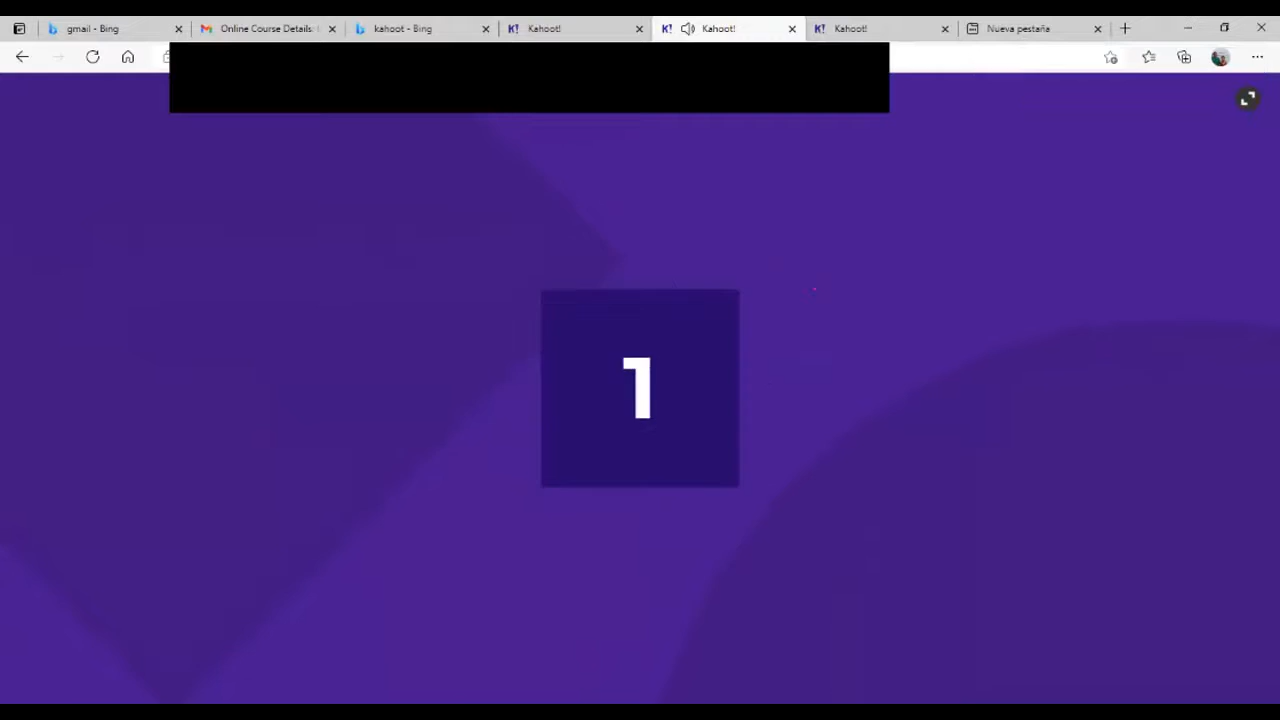 gmail - Bing
Online Course Details:
kahoot - Bing
K! Kahoot!
K! Kahoot!
K! Kahoot!
Nueva pestaña
1